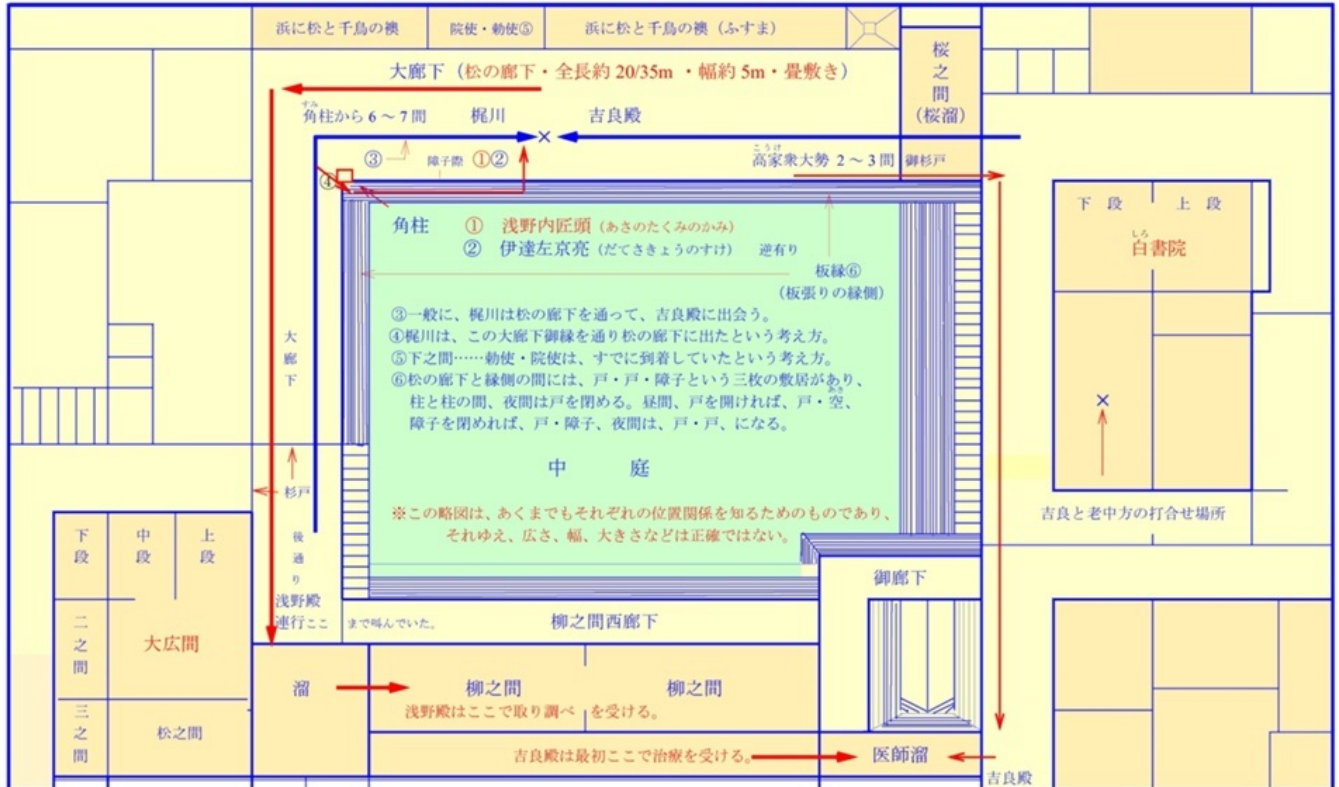 浜に松と千鳥の襖
院使・勅使⑤
浜に松と千鳥の襖（ふすま）
桜之間
（桜溜）
大廊下（松の廊下・全長約 20/35m ・幅約 5m・畳敷き）
すみ
角柱から 6～7間
梶川
吉良殿
×
③
障子際
①②
こうけ
高家衆大勢 2～3間
御杉戸
④
角柱
① 浅野内匠頭（あさのたくみのかみ）
② 伊達左京亮（だてさきょうのすけ） 逆有り
板縁⑥
（板張りの縁側）
下段
上段
しろ
白書院
③一般に、梶川は松の廊下を通って、吉良殿に出会う。
④梶川は、この大廊下御縁を通り松の廊下に出たという考え方。
⑤下之間……勅使・院使は、すでに到着していたという考え方。
⑥松の廊下と縁側の間には、戸・戸・障子という三枚の敷居があり、
柱と柱の間、夜間は戸を閉める。昼間、戸を開ければ、戸・空、
障子を閉めれば、戸・障子、夜間は、戸・戸、になる。
大廊下
×
中庭
杉戸
※この略図は、あくまでもそれぞれの位置関係を知るためのものであり、
それゆえ、広さ、幅、大きさなどは正確ではない。
吉良と老中方の打合せ場所
下段
中段
上段
後通り
御廊下
浅野殿
連行ここ まで叫んでいた。
柳之間西廊下
二之間
大広間
溜
柳之間
柳之間
浅野殿はここで取り調べ を受ける。
三之間
松之間
吉良殿は最初ここで治療を受ける。
医師溜
吉良殿